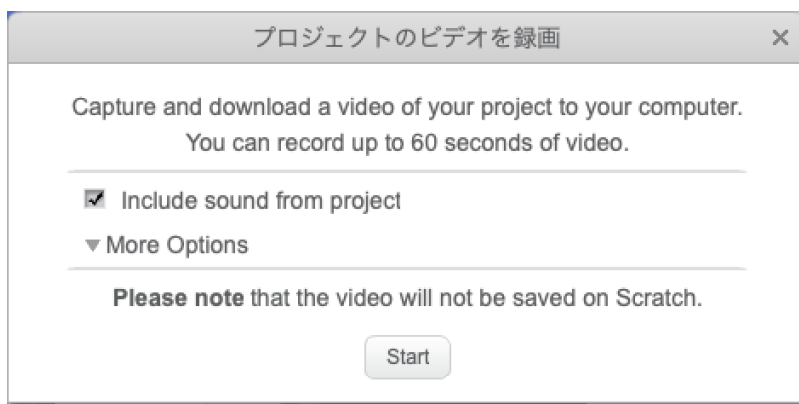 プロジェクトのビデオを録画
Capture and download a video of your project to your computer.
You can record up to 60 seconds of video.
Include sound from project
More Options
Please note that the video will not be saved on Scratch.
Start